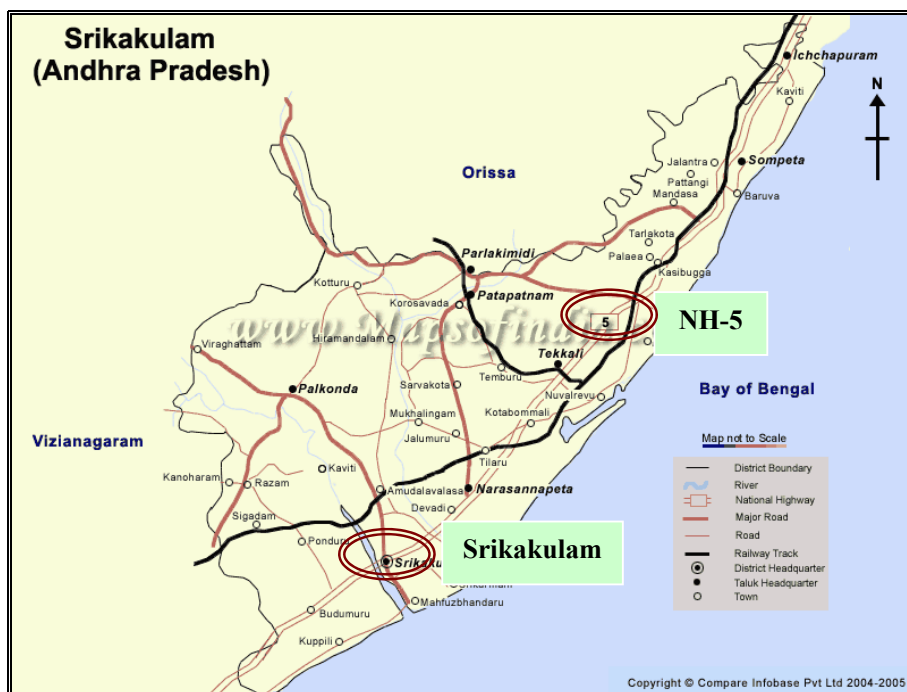 Srikakulam
(Andhra Pradesh)
Ichchapuram
Kaviti
N
Jalantra
Sompeta
Orissa
Pattangi
Mandasa
Baruva
Tarlakota
Parlakimidi
Palaea
Kasibugga
Kotturu
Patapatnam
Korosavada
NH-5
5
www.Mapsofindi
Hiramandalam
Viraghattam
Tekkali
Temburu
Palkonda
Sarvakota
Bay of Bengal
Nuvalrevu
Mukhalingam
Kotabommali
Vizianagaram
Jalumuru
Map not to Scale
Tilaru
Kaviti
District Boundary
Kanoharam
Razam
River
Amudalavalasa
Narasannapeta
National Highway
Devadi
Sigadam
Major Road
Road
Ponduru
Srikakulam
Railway Track
Srika
District Headquarter
Taluk Headquarter
Mahfuzbhandaru
Town
Budumuru
Kuppili
Copyright © Compare Infobase Pvt Ltd 2004-2005